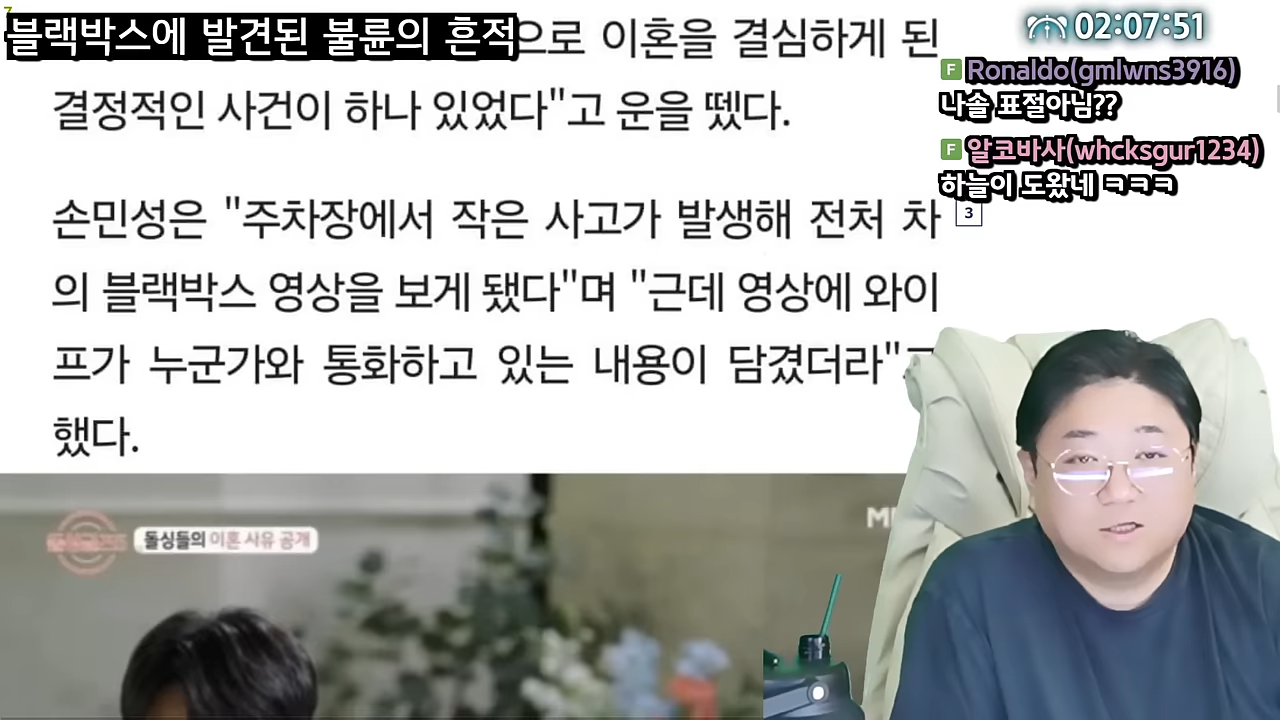 7
블랙박스에 발견된 불륜의 흔적
으로 이혼을 결심하게 된
결정적인 사건이 하나 있었다"고 운을 뗐다.
손민성은 "주차장에서 작은 사고가 발생해 전처 차
의 블랙박스 영상을 보게 됐다"며 "근데 영상에 와이
프가 누군가와 통화하고 있는 내용이 담겼더라"고
했다.
돌싱들의 이혼 사유 공개
02:07:51
F Ronaldo(gmlwns3916)
나솔 표절아님??
F 알코바사(whcksgur1234)
하늘이 도왔네 ㅋㅋㅋ
3